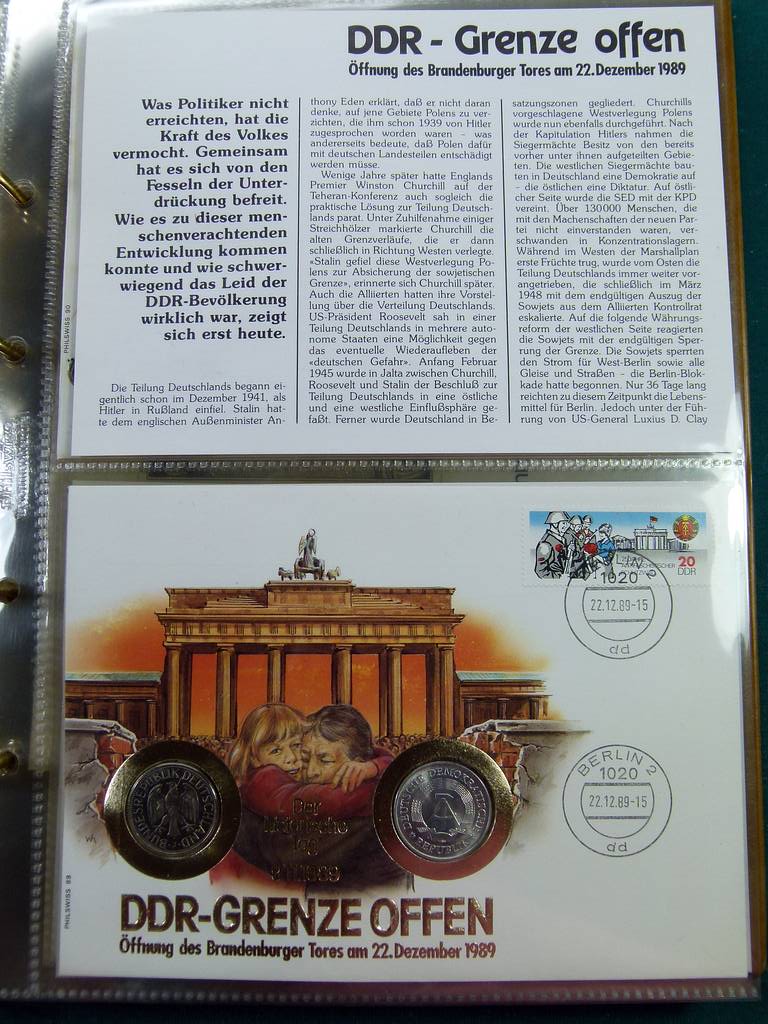 DDR - Grenze offen
Öffnung des Brandenburger Tores am 22.Dezember 1989
Was Politiker nicht
erreichten, hat die
Kraft des Volkes
vermocht. Gemeinsam
hat es sich von den
Fesseln der Unter-
drückung befreit.
Wie es zu dieser men-
schenverachtenden
Entwicklung kommen
konnte und wie schwer-
wiegend das Leid der
DDR-Bevölkerung
wirklich war, zeigt
sich erst heute.
Die Teilung Deutschlands begann ei-
gentlich schon im Dezember 1941, als
Hitler in Rußland einfiel. Stalin hat-
te dem englischen Außenminister An-
thony Eden erklärt, daß er nicht daran
denke, auf jene Gebiete Polens zu ver-
zichten, die ihm schon 1939 von Hitler
zugesprochen worden waren – was
andererseits bedeute, daß Polen dafür
mit deutschen Landesteilen entschädigt
werden müsse.
Wenige Jahre später hatte Englands
Premier Winston Churchill auf der
Teheran-Konferenz auch sogleich die
praktische Lösung zur Teilung Deutsch-
lands parat. Unter Zuhilfenahme einiger
Streichhölzer markierte Churchill die
alten Grenzverläufe, die er dann
schließlich in Richtung Westen verlegte.
«Stalin gefiel diese Westverlegung Po-
lens zur Absicherung der sowjetischen
Grenze», erinnerte sich Churchill später.
Auch die Alliierten hatten ihre Vorstel-
lung über die Verteilung Deutschlands.
US-Präsident Roosevelt sah in einer
Teilung Deutschlands in mehrere auto-
nome Staaten eine Möglichkeit gegen
das eventuelle Wiederaufleben der
«deutschen Gefahr». Anfang Februar
1945 wurde in Jalta zwischen Churchill,
Roosevelt und Stalin der Beschluß zur
Teilung Deutschlands in eine östliche
und eine westliche Einflußsphäre ge-
faßt. Ferner wurde Deutschland in Be-
satzungszonen gegliedert. Churchills
vorgeschlagene Westverlegung Polens
wurde nun ebenfalls durchgeführt. Nach
der Kapitulation Hitlers nahmen die
Siegermächte Besitz von den bereits
vorher unter ihnen aufgeteilten Gebie-
ten. Die westlichen Siegermächte bau-
ten in Deutschland eine Demokratie auf
– die östlichen eine Diktatur. Auf östli-
cher Seite wurde die SED mit der KPD
vereint. Über 130000 Menschen, die
mit den Machenschaften der neuen Par-
tei nicht einverstanden waren, ver-
schwanden in Konzentrationslagern.
Während im Westen der Marshallplan
erste Früchte trug, wurde vom Osten die
Teilung Deutschlands immer weiter vor-
angetrieben, die schließlich im März
1948 mit dem endgültigen Auszug der
Sowjets aus dem Alliierten Kontrollrat
eskalierte. Auf die folgende Währungs-
reform der westlichen Seite reagierten
die Sowjets mit der endgültigen Sper-
rung der Grenze. Die Sowjets sperrten
den Strom für West-Berlin sowie alle
Gleise und Straßen – die Berlin-Blok-
kade hatte begonnen. Nur 36 Tage lang
reichten zu diesem Zeitpunkt die Lebens-
mittel für Berlin. Jedoch unter der Füh-
rung von US-General Luxius D. Clay
PHILSWISS 90
20
DDR
1020
22.12.89-15
dd
BERLIN 2
1020
22.12.89-15
dd
BUNDESREPUBLIK DEUTSCHLAND
DEUTSCHE DEMOKRATISCHE
REPUBLIK
Der
historische
Tag
9.11.1989
DDR-GRENZE OFFEN
Öffnung des Brandenburger Tores am 22.Dezember 1989
PHILSWISS 89